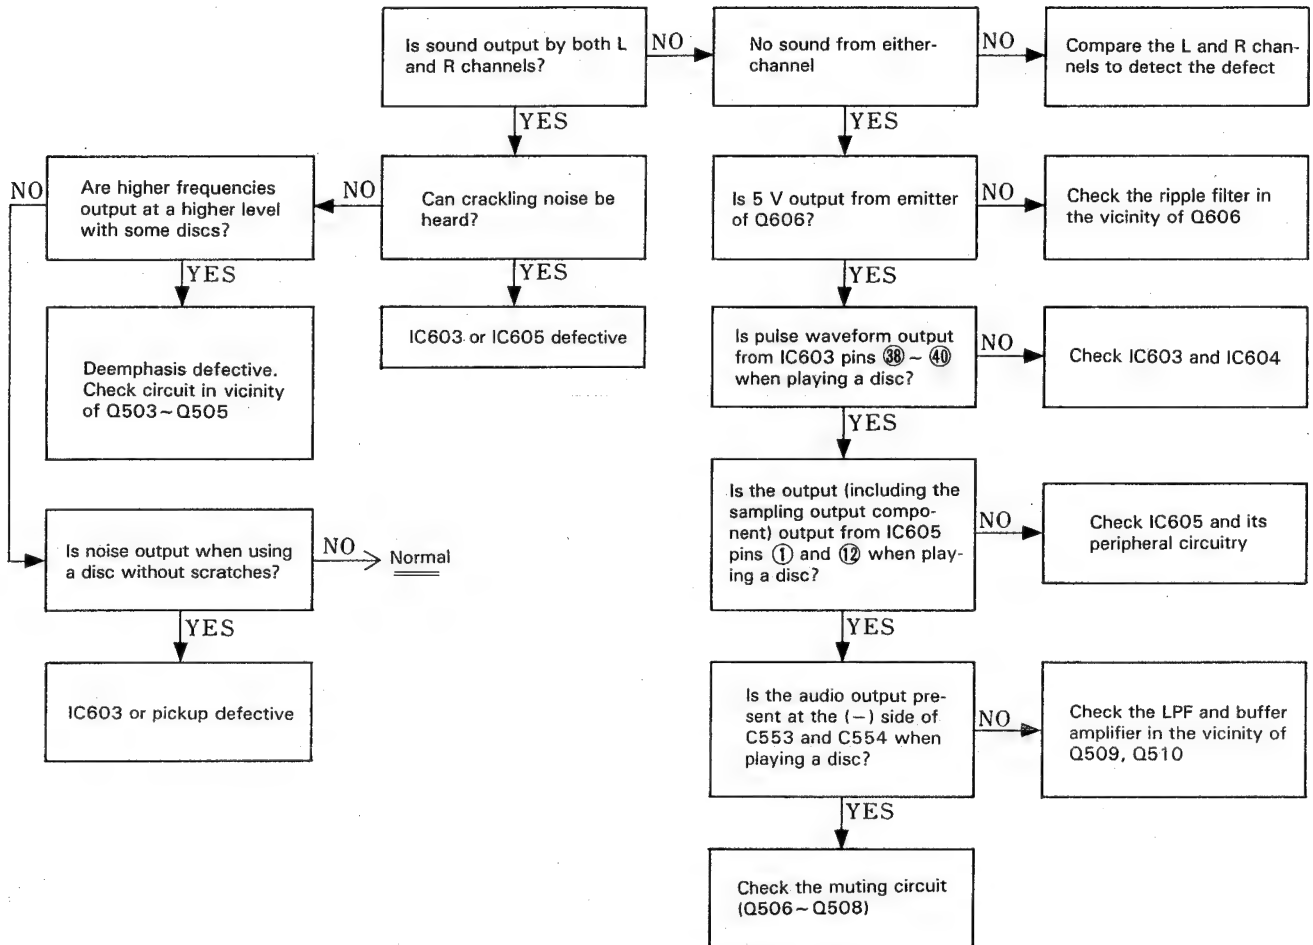 Is sound output by both L
and R channels?
NO
No sound from either-
channel
NO
Compare the L and R chan-
nels to detect the defect
YES
YES
NO
Are higher frequencies
output at a higher level
with some discs?
NO
Can crackling noise be
heard?
Is 5 V output from emitter
of Q606?
NO
Check the ripple filter in
the vicinity of Q606
YES
YES
YES
Deemphasis defective.
Check circuit in vicinity
of Q503~Q505
IC603 or IC605 defective
Is pulse waveform output
from IC603 pins ㊳ ~ ㊵
when playing a disc?
NO
Check IC603 and IC604
YES
Is the output (including the
sampling output compo-
nent) output from IC605
pins ① and ⑫ when play-
ing a disc?
NO
Check IC605 and its
peripheral circuitry
Is noise output when using
a disc without scratches?
NO
Normal
YES
YES
IC603 or pickup defective
Is the audio output pre-
sent at the (−) side of
C553 and C554 when
playing a disc?
NO
Check the LPF and buffer
amplifier in the vicinity of
Q509, Q510
YES
Check the muting circuit
(Q506~Q508)